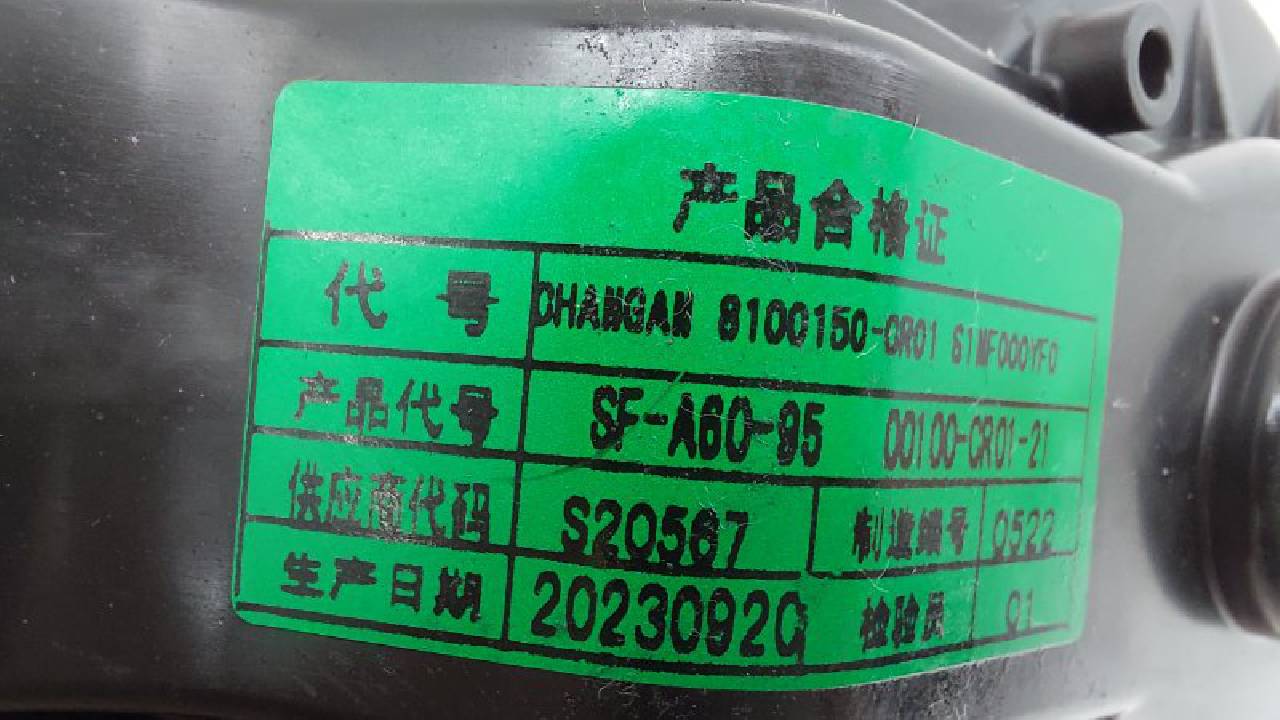 产品合格证
代号 CHANGAN 8100150-CR01 S1MF000YF0
产品代号 SF-A60-95 00100-CR01-21
供应商代码 S20567 制造编号 0522
生产日期 20230920 检验员 01